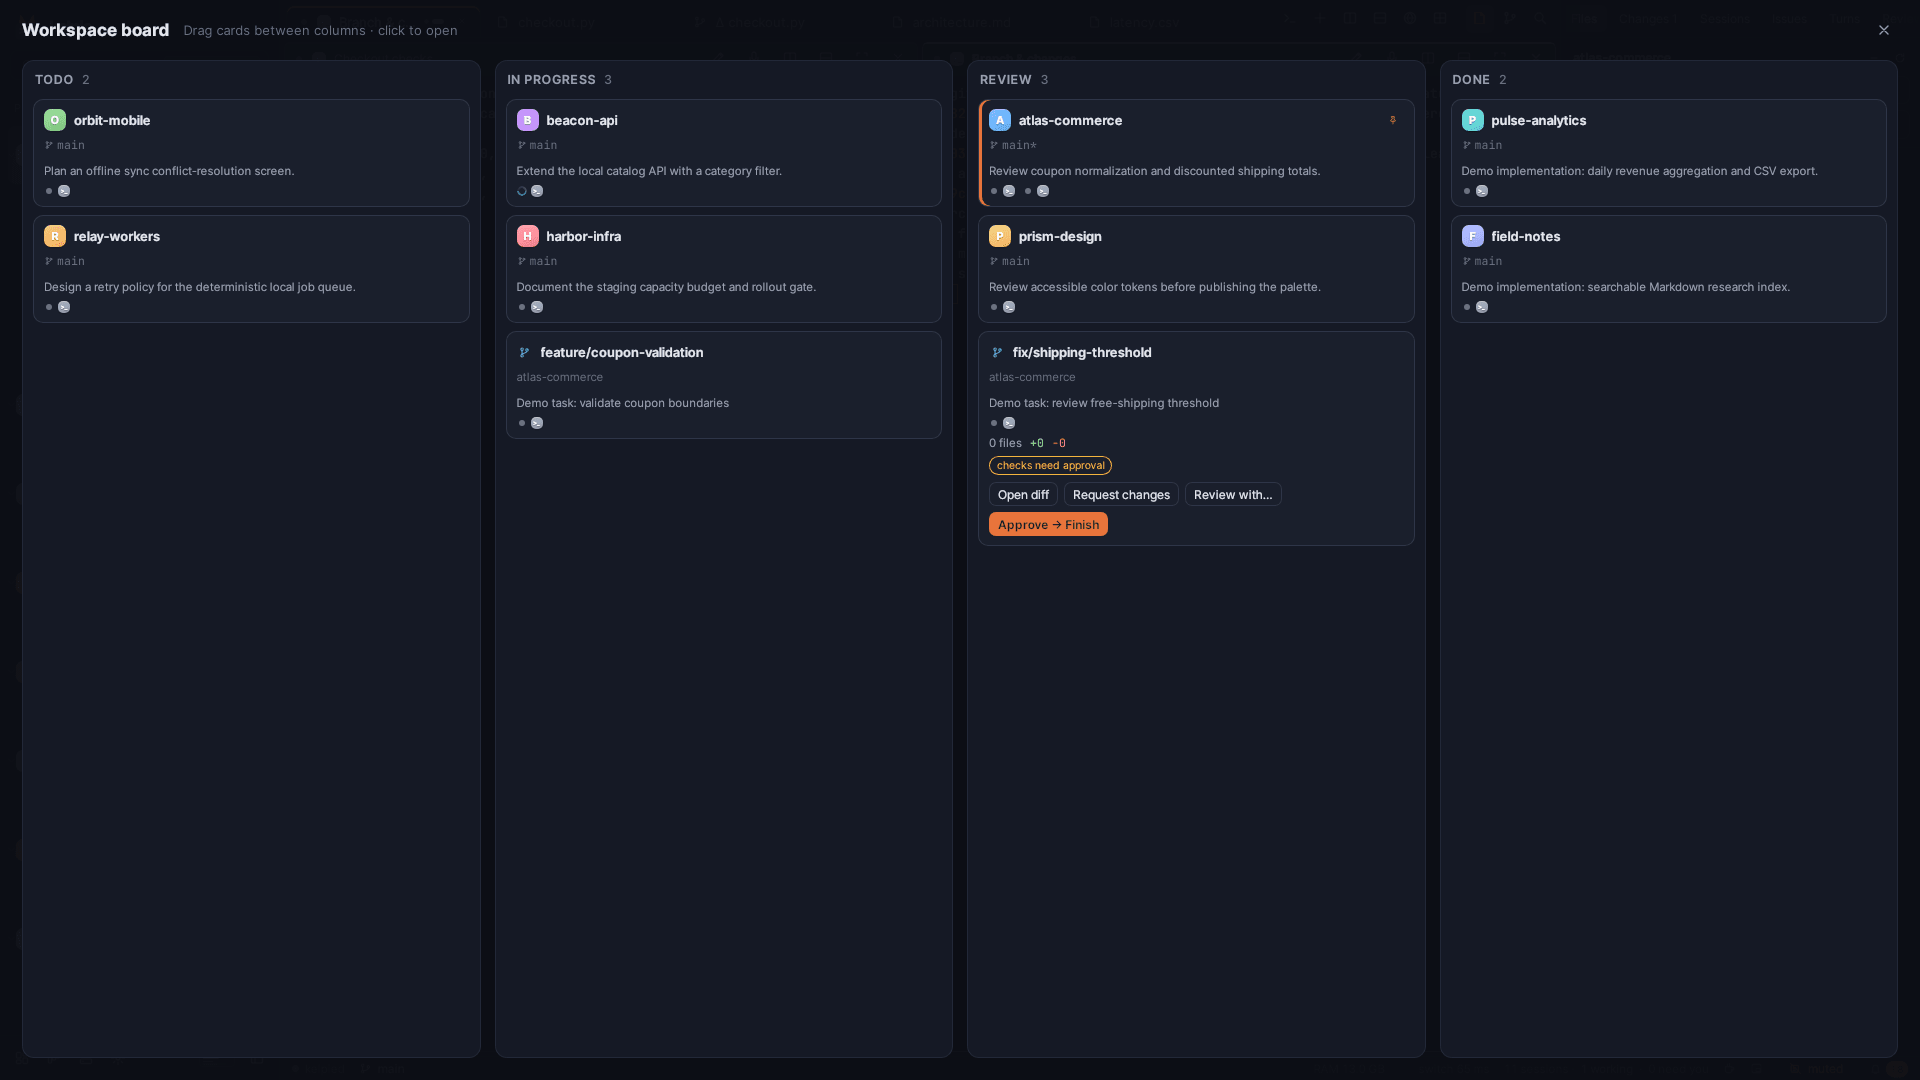 Workspace board Drag cards between columns · click to open
TODO 2
O orbit-mobile
main
Plan an offline sync conflict-resolution screen.
R relay-workers
main
Design a retry policy for the deterministic local job queue.
IN PROGRESS 3
B beacon-api
main
Extend the local catalog API with a category filter.
H harbor-infra
main
Document the staging capacity budget and rollout gate.
feature/coupon-validation
atlas-commerce
Demo task: validate coupon boundaries
REVIEW 3
A atlas-commerce
main*
Review coupon normalization and discounted shipping totals.
P prism-design
main
Review accessible color tokens before publishing the palette.
fix/shipping-threshold
atlas-commerce
Demo task: review free-shipping threshold
0 files +0 -0
checks need approval
Open diff Request changes Review with...
Approve → Finish
DONE 2
P pulse-analytics
main
Demo implementation: daily revenue aggregation and CSV export.
F field-notes
main
Demo implementation: searchable Markdown research index.